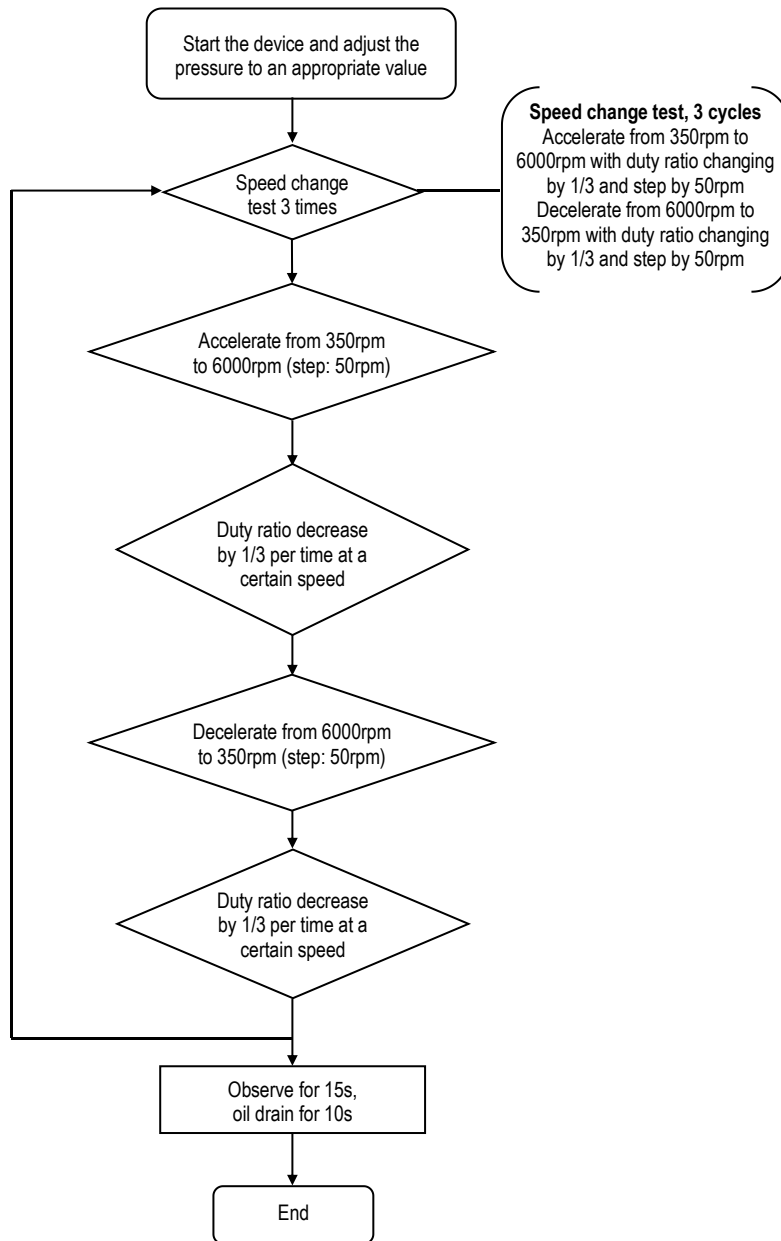 Start the device and adjust the
pressure to an appropriate value
Speed change
test 3 times
Speed change test, 3 cycles
Accelerate from 350rpm to
6000rpm with duty ratio changing
by 1/3 and step by 50rpm
Decelerate from 6000rpm to
350rpm with duty ratio changing
by 1/3 and step by 50rpm
Accelerate from 350rpm
to 6000rpm (step: 50rpm)
Duty ratio decrease
by 1/3 per time at a
certain speed
Decelerate from 6000rpm
to 350rpm (step: 50rpm)
Duty ratio decrease
by 1/3 per time at a
certain speed
Observe for 15s,
oil drain for 10s
End